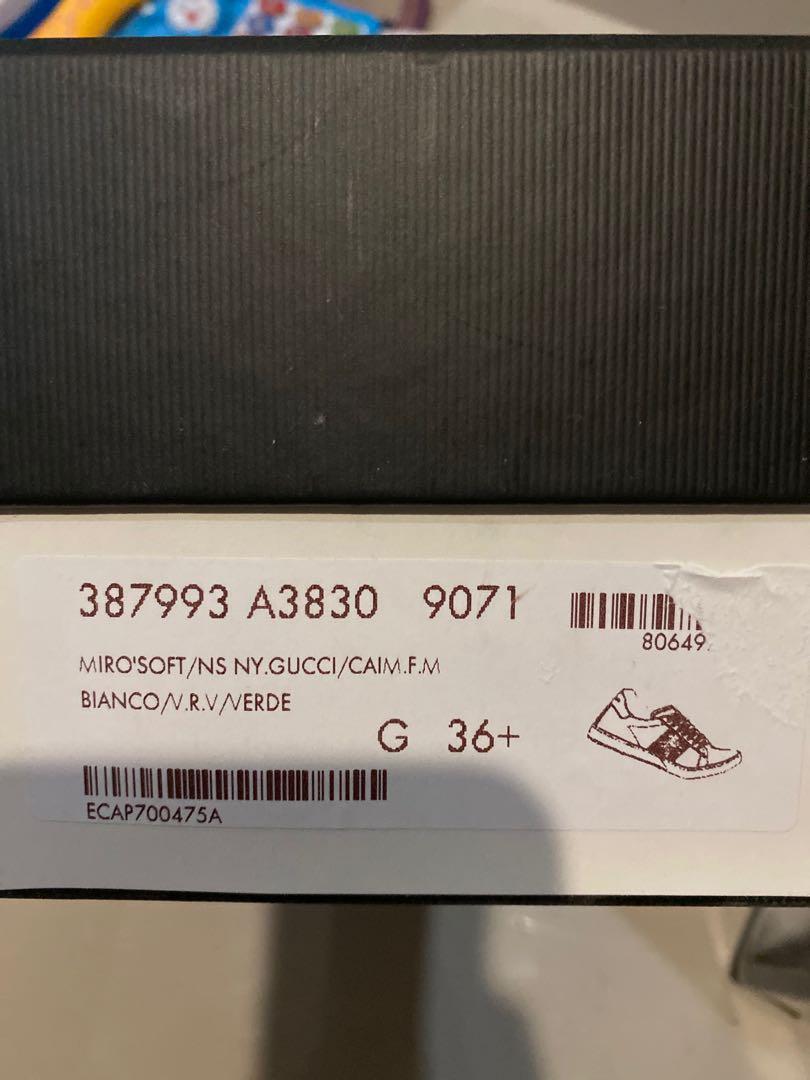 387993 A3830 9071
80649
MIRO'SOFT/NS NY.GUCCI/CAIM.F.M
BIANCO/V.R.V/VERDE
G 36+
ECAP700475A